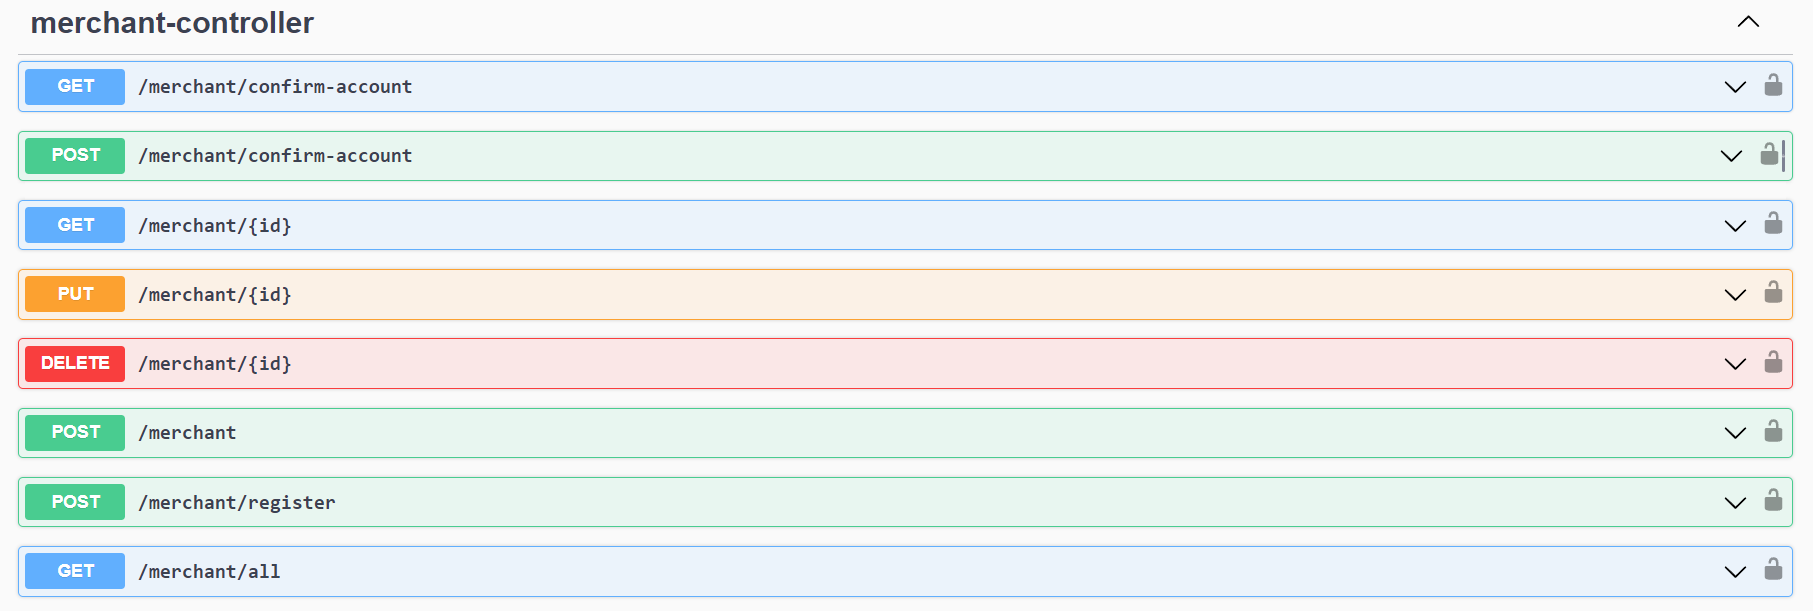 merchant-controller
GET /merchant/confirm-account
POST /merchant/confirm-account
GET /merchant/{id}
PUT /merchant/{id}
DELETE /merchant/{id}
POST /merchant
POST /merchant/register
GET /merchant/all